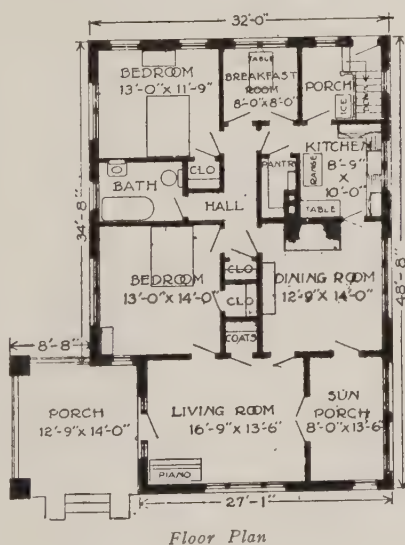 32'-0"
BEDROOM
13'-0" X 11'-9"
TABLE
BREAKFAST
ROOM
8'-0" X 8'-0"
PORCH
ICE
DOWN
KITCHEN
8'-9"
X
10'-0"
RANGE
TABLE
PANTRY
CLO
BATH
HALL
34'-8"
48'-8"
BEDROOM
13'-0" X 14'-0"
CLO
CLO
COATS
DINING ROOM
12'-9" X 14'-0"
8'-8"
PORCH
12'-9" X 14'-0"
LIVING ROOM
16'-9" X 13'-6"
PIANO
SUN
PORCH
8'-0" X 13'-6"
27'-1"
Floor Plan